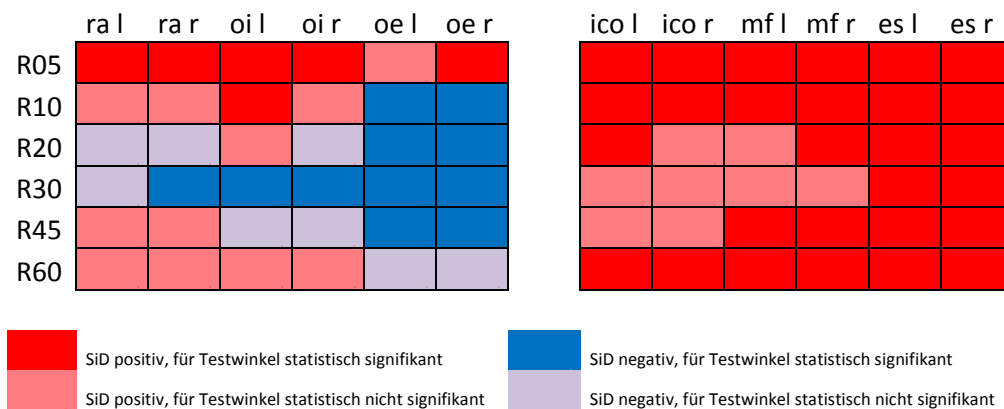 ra l ra r oi l oi r oe l oe r ico l ico r mf l mf r es l es r
R05
R10
R20
R30
R45
R60
SiD positiv, für Testwinkel statistisch signifikant SiD negativ, für Testwinkel statistisch signifikant
SiD positiv, für Testwinkel statistisch nicht signifikant SiD negativ, für Testwinkel statistisch nicht signifikant